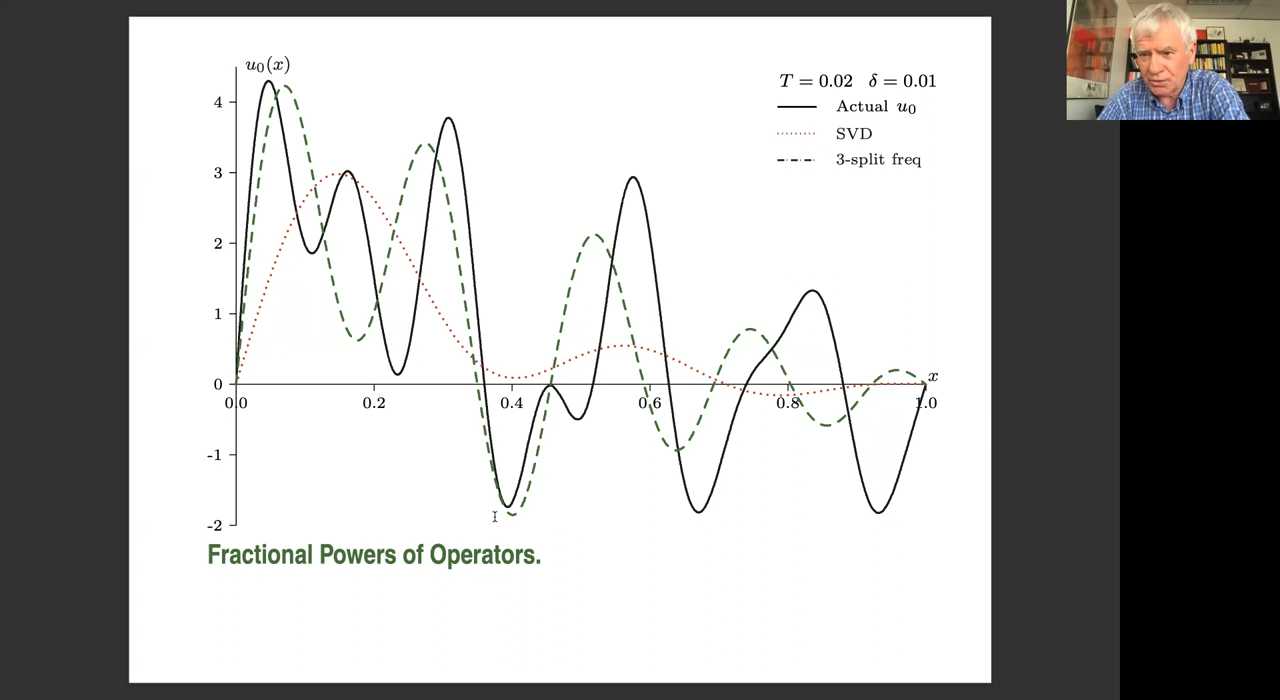 u₀(x)
T = 0.02 δ = 0.01
Actual u₀
SVD
3-split freq
4
3
2
1
0
-1
-2
0.0 0.2 0.4 0.6 0.8 1.0
x
Fractional Powers of Operators.